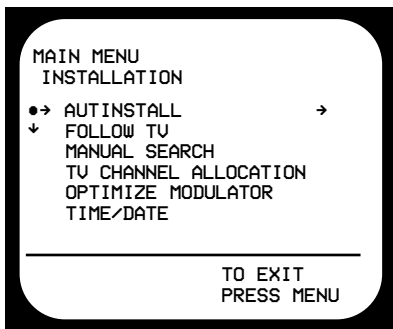 MAIN MENU
INSTALLATION
●→ AUTINSTALL →
↓ FOLLOW TV
MANUAL SEARCH
TV CHANNEL ALLOCATION
OPTIMIZE MODULATOR
TIME/DATE
TO EXIT
PRESS MENU